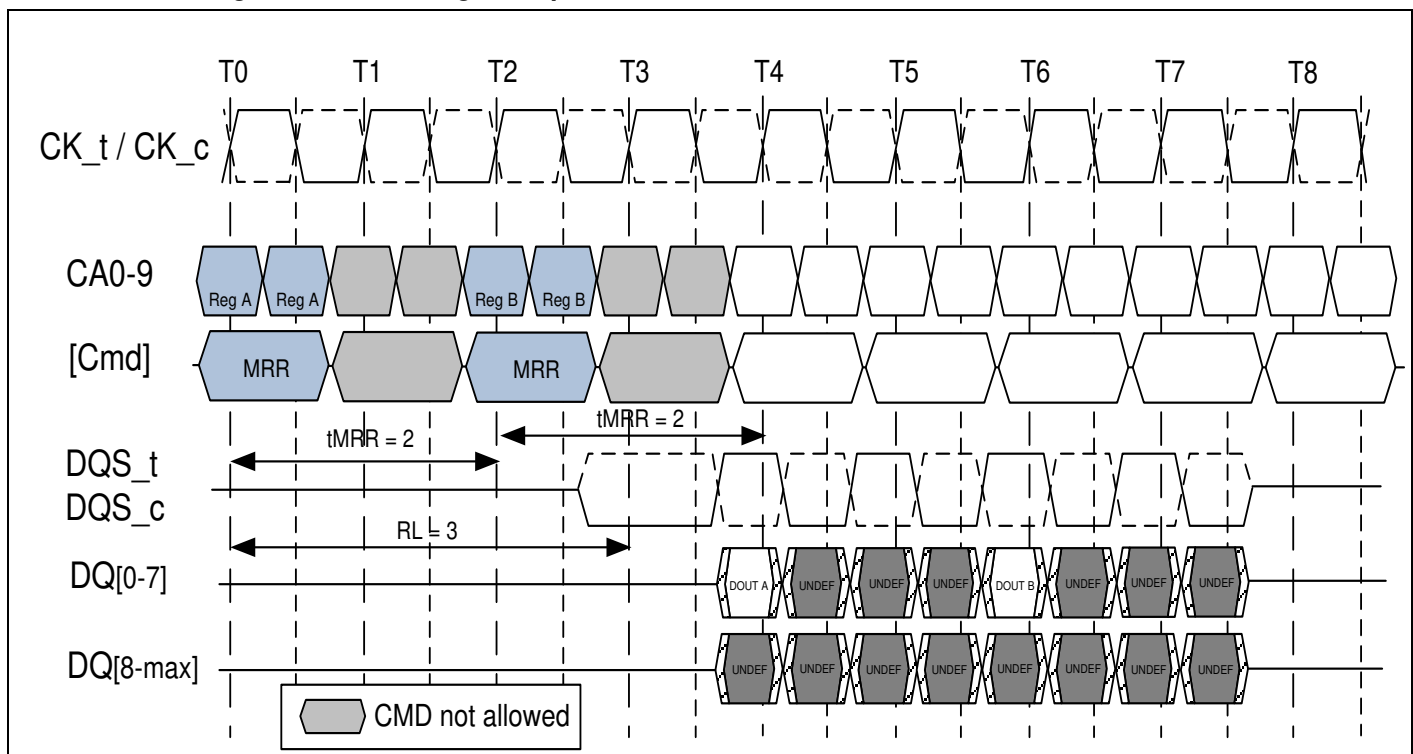 T0 T1 T2 T3 T4 T5 T6 T7 T8
CK_t / CK_c
CA0-9
Reg A Reg A Reg B Reg B
[Cmd]
MRR MRR
tMRR = 2 tMRR = 2
DQS_t
DQS_c
RL = 3
DQ[0-7]
DOUT A UNDEF UNDEF UNDEF DOUT B UNDEF UNDEF UNDEF
DQ[8-max]
UNDEF UNDEF UNDEF UNDEF UNDEF UNDEF UNDEF UNDEF
CMD not allowed